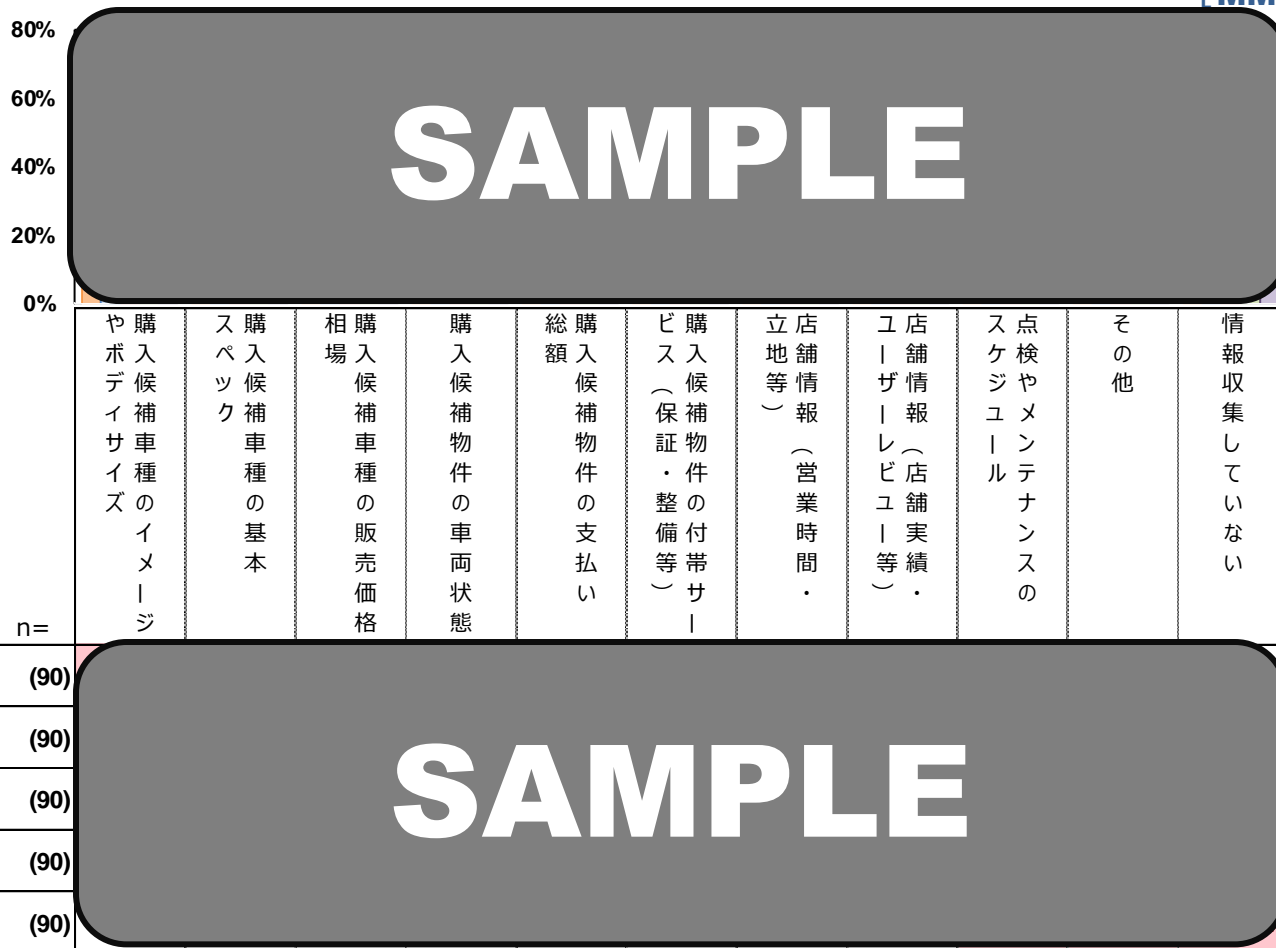 80%
60%
40%
20%
0%
SAMPLE
購入候補車種のイメージ
やボディサイズ
購入候補車種の基本
スペック
購入候補車種の販売価格
相場
購入候補物件の車両状態
購入候補物件の支払い
総額
購入候補物件の付帯サー
ビス（保証・整備等）
店舗情報（営業時間・
立地等）
店舗情報（店舗実績・
ユーザーレビュー等）
点検やメンテナンスの
スケジュール
その他
情報収集していない
n=
(90)
(90)
(90)
(90)
(90)
SAMPLE